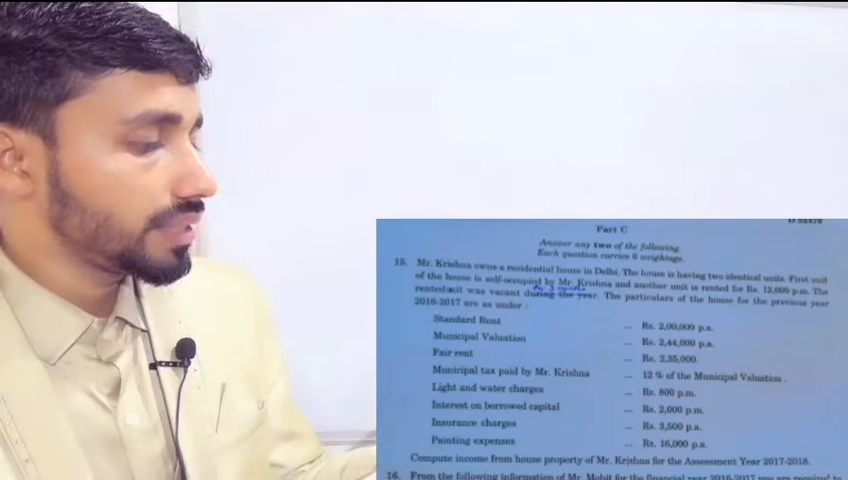 Part C
Answer any two of the following.
Each question carries 6 weightage.
15. Mr. Krishna owns a residential house in Delhi. The house is having two identical units. First unit
of the house is self-occupied by Mr. Krishna and another unit is rented for Rs. 12,000 p.m. The
rented unit was vacant during the year. The particulars of the house for the previous year
for 3 months
2016-2017 are as under :
Standard Rent ... Rs. 2,00,000 p.a.
Municipal Valuation ... Rs. 2,44,000 p.a.
Fair rent ... Rs. 2,35,000.
Municipal tax paid by Mr. Krishna ... 12 % of the Municipal Valuation .
Light and water charges ... Rs. 800 p.m.
Interest on borrowed capital ... Rs. 2,000 p.m.
Insurance charges ... Rs. 3,500 p.a.
Painting expenses ... Rs. 16,000 p.a.
Compute income from house property of Mr. Krishna for the Assessment Year 2017-2018.
16. From the following information of Mr. Mohit for the financial year 2016-2017 you are required to